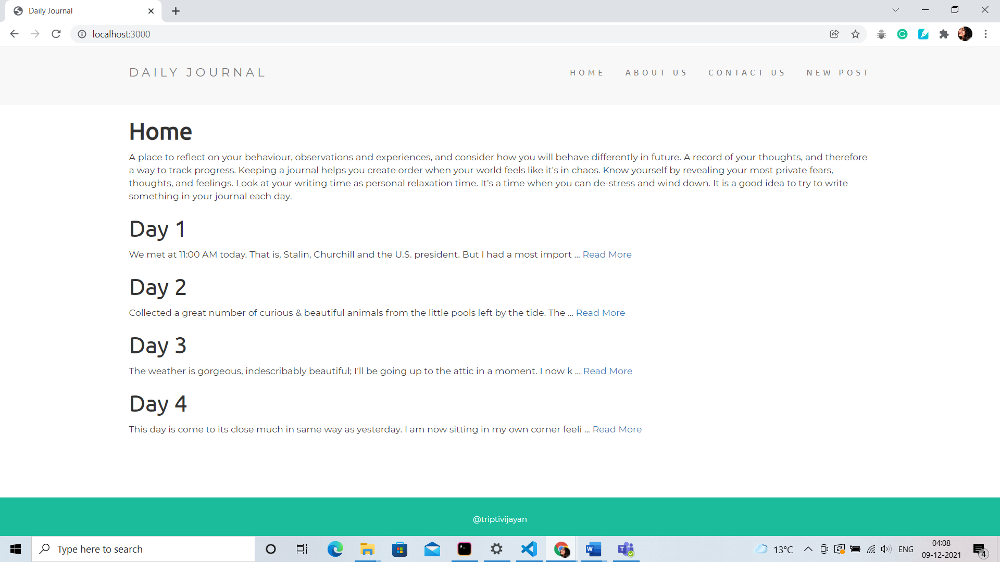 Daily Journal
localhost:3000
DAILY JOURNAL
HOME
ABOUT US
CONTACT US
NEW POST
Home
A place to reflect on your behaviour, observations and experiences, and consider how you will behave differently in future. A record of your thoughts, and therefore
a way to track progress. Keeping a journal helps you create order when your world feels like it's in chaos. Know yourself by revealing your most private fears,
thoughts, and feelings. Look at your writing time as personal relaxation time. It's a time when you can de-stress and wind down. It is a good idea to try to write
something in your journal each day.
Day 1
We met at 11:00 AM today. That is, Stalin, Churchill and the U.S. president. But I had a most import ... Read More
Day 2
Collected a great number of curious & beautiful animals from the little pools left by the tide. The ... Read More
Day 3
The weather is gorgeous, indescribably beautiful; I'll be going up to the attic in a moment. I now k ... Read More
Day 4
This day is come to its close much in same way as yesterday. I am now sitting in my own corner feeli ... Read More
@triptivijayan
Type here to search
13°C
ENG
04:08
09-12-2021
4